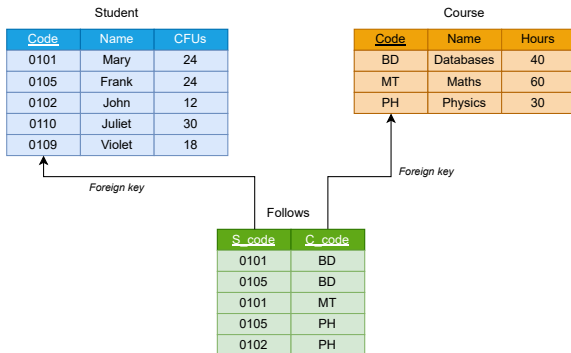 Student
Code Name CFUs
0101 Mary 24
0105 Frank 24
0102 John 12
0110 Juliet 30
0109 Violet 18
Course
Code Name Hours
BD Databases 40
MT Maths 60
PH Physics 30
Foreign key
Foreign key
Follows
S_code C_code
0101 BD
0105 BD
0101 MT
0105 PH
0102 PH